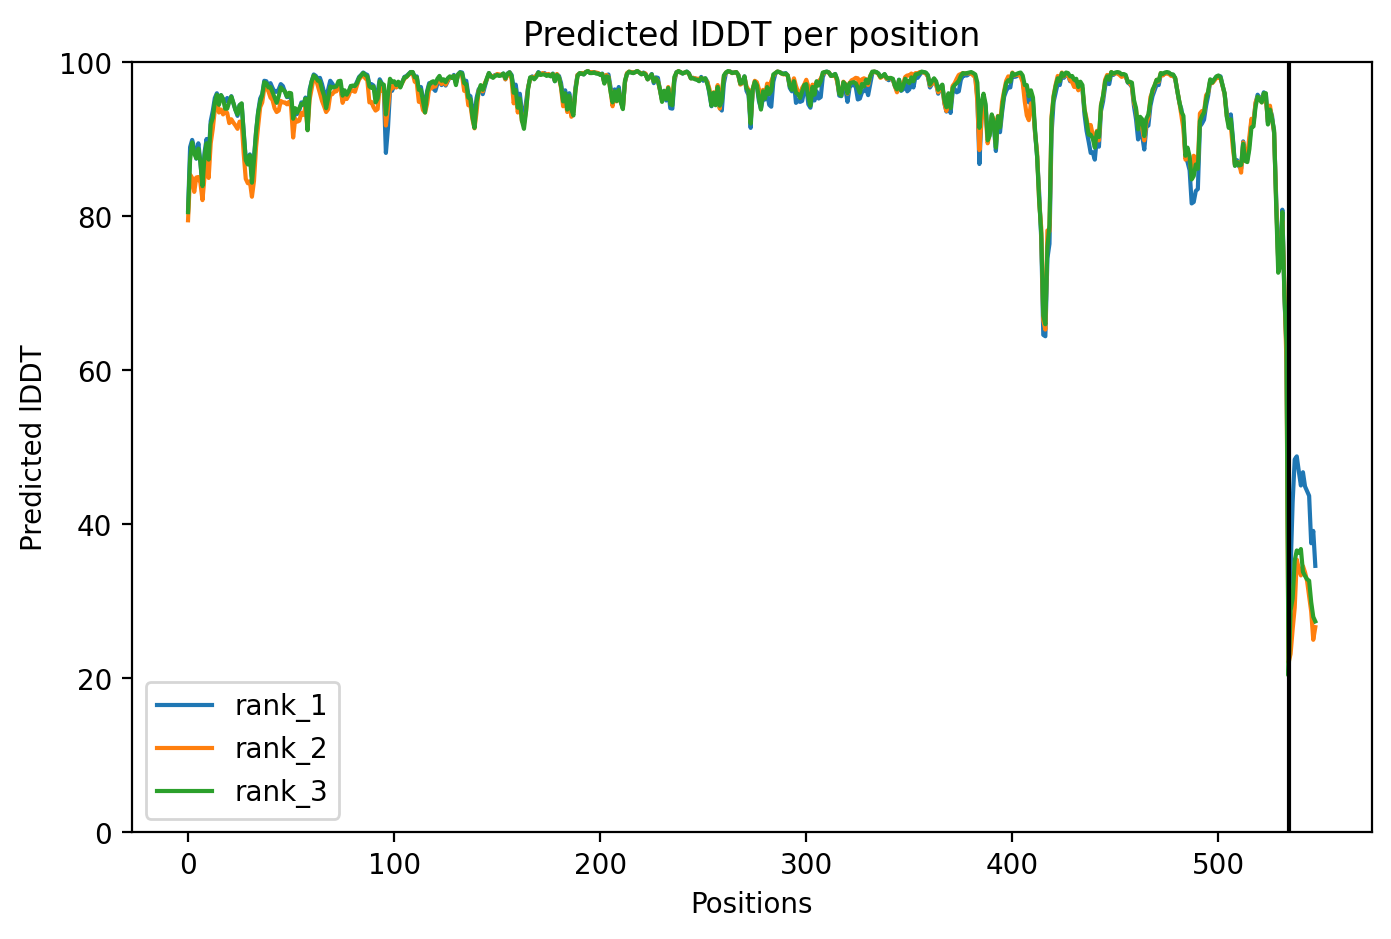 Predicted lDDT per position
100
80
60
40
20
0
Predicted lDDT
rank_1
rank_2
rank_3
0 100 200 300 400 500
Positions